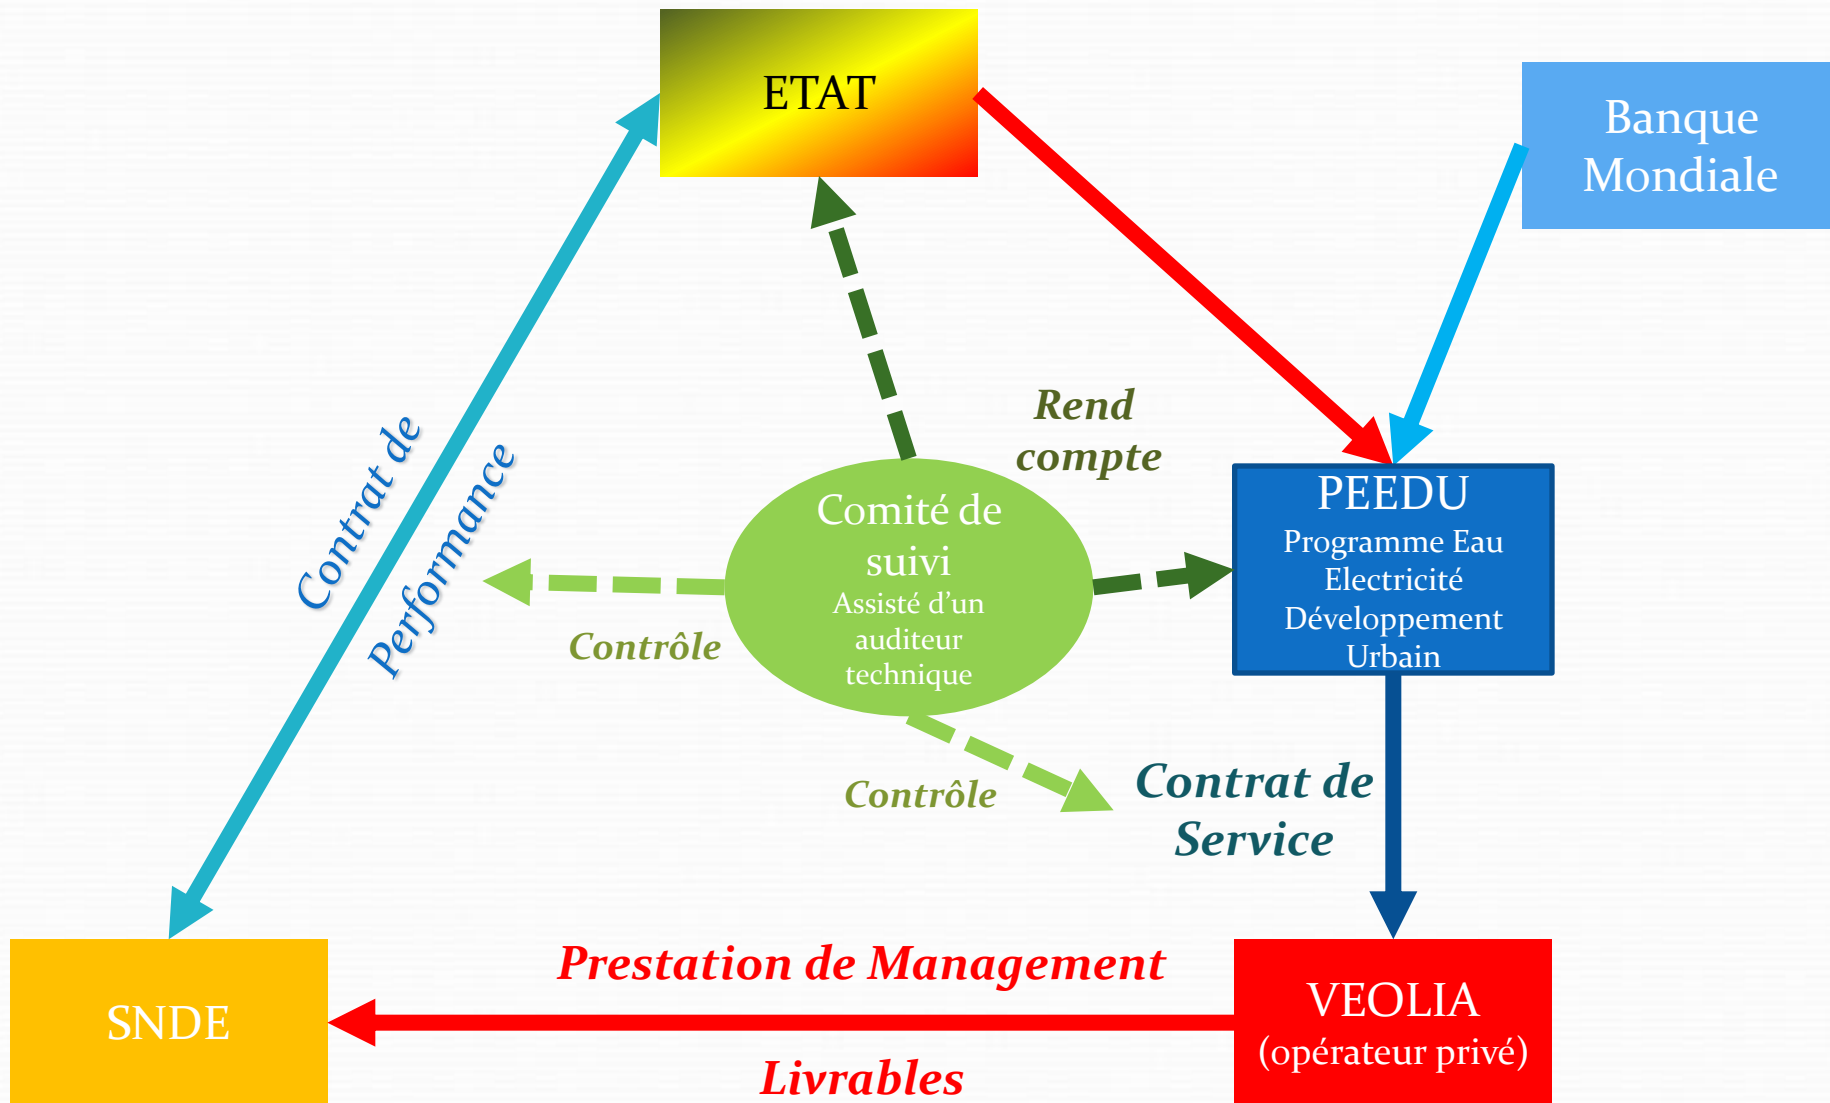 ETAT
Banque
Mondiale
Rend
compte
Contrat de
Performance
Comité de
suivi
Assisté d’un
auditeur
technique
PEEDU
Programme Eau
Electricité
Développement
Urbain
Contrôle
Contrôle
Contrat de
Service
Prestation de Management
Livrables
SNDE
VEOLIA
(opérateur privé)